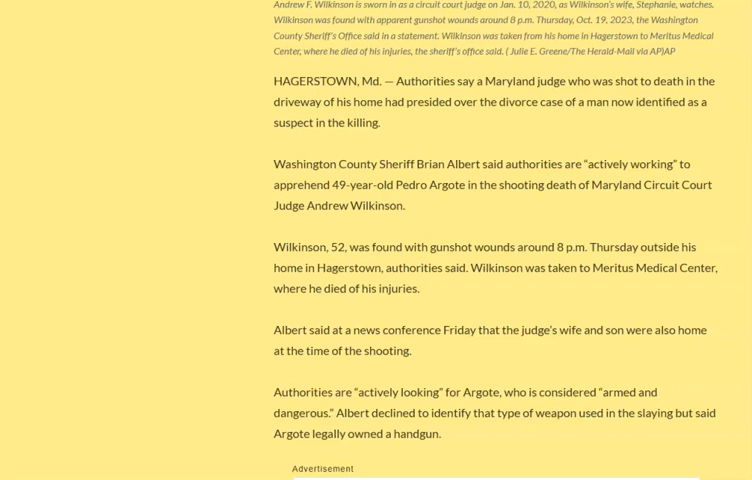 Andrew F. Wilkinson is sworn in as a circuit court judge on Jan. 10, 2020, as Wilkinson's wife, Stephanie, watches.
Wilkinson was found with apparent gunshot wounds around 8 p.m. Thursday, Oct. 19, 2023, the Washington
County Sheriff's Office said in a statement. Wilkinson was taken from his home in Hagerstown to Meritus Medical
Center, where he died of his injuries, the sheriff's office said. ( Julie E. Greene/The Herald-Mail via AP)AP
HAGERSTOWN, Md. — Authorities say a Maryland judge who was shot to death in the
driveway of his home had presided over the divorce case of a man now identified as a
suspect in the killing.
Washington County Sheriff Brian Albert said authorities are “actively working” to
apprehend 49-year-old Pedro Argote in the shooting death of Maryland Circuit Court
Judge Andrew Wilkinson.
Wilkinson, 52, was found with gunshot wounds around 8 p.m. Thursday outside his
home in Hagerstown, authorities said. Wilkinson was taken to Meritus Medical Center,
where he died of his injuries.
Albert said at a news conference Friday that the judge’s wife and son were also home
at the time of the shooting.
Authorities are “actively looking” for Argote, who is considered “armed and
dangerous.” Albert declined to identify that type of weapon used in the slaying but said
Argote legally owned a handgun.
Advertisement